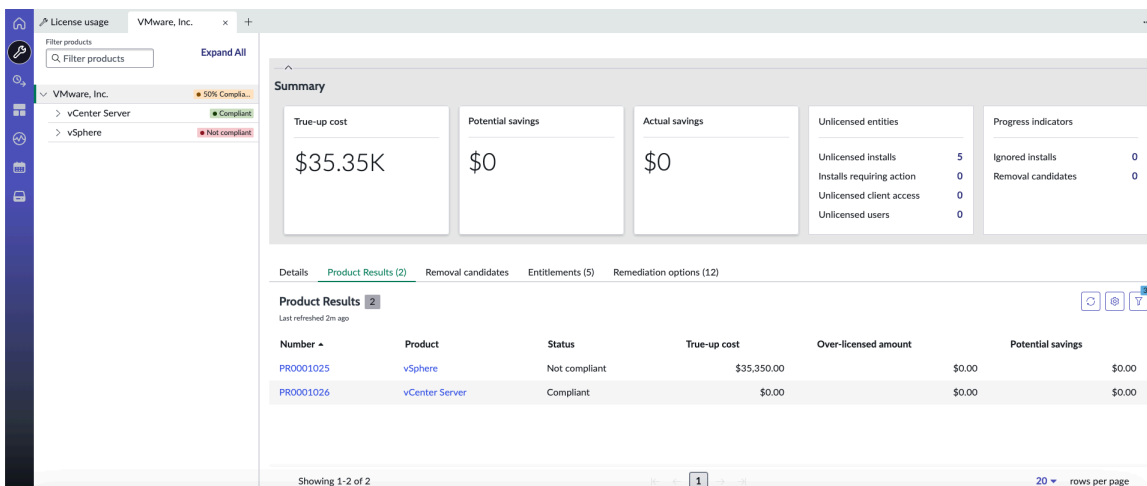 License usage
VMware, Inc.
× +
Filter products
Filter products
Expand All
VMware, Inc.
50% Complia...
vCenter Server
Compliant
vSphere
Not compliant
Summary
True-up cost
$35.35K
Potential savings
$0
Actual savings
$0
Unlicensed entities
Unlicensed installs 5
Installs requiring action 0
Unlicensed client access 0
Unlicensed users 0
Progress indicators
Ignored installs 0
Removal candidates 0
Details Product Results (2) Removal candidates Entitlements (5) Remediation options (12)
Product Results 2
Last refreshed 2m ago
Number Product Status True-up cost Over-licensed amount Potential savings
PR0001025 vSphere Not compliant $35,350.00 $0.00 $0.00
PR0001026 vCenter Server Compliant $0.00 $0.00 $0.00
Showing 1-2 of 2
1
20 rows per page